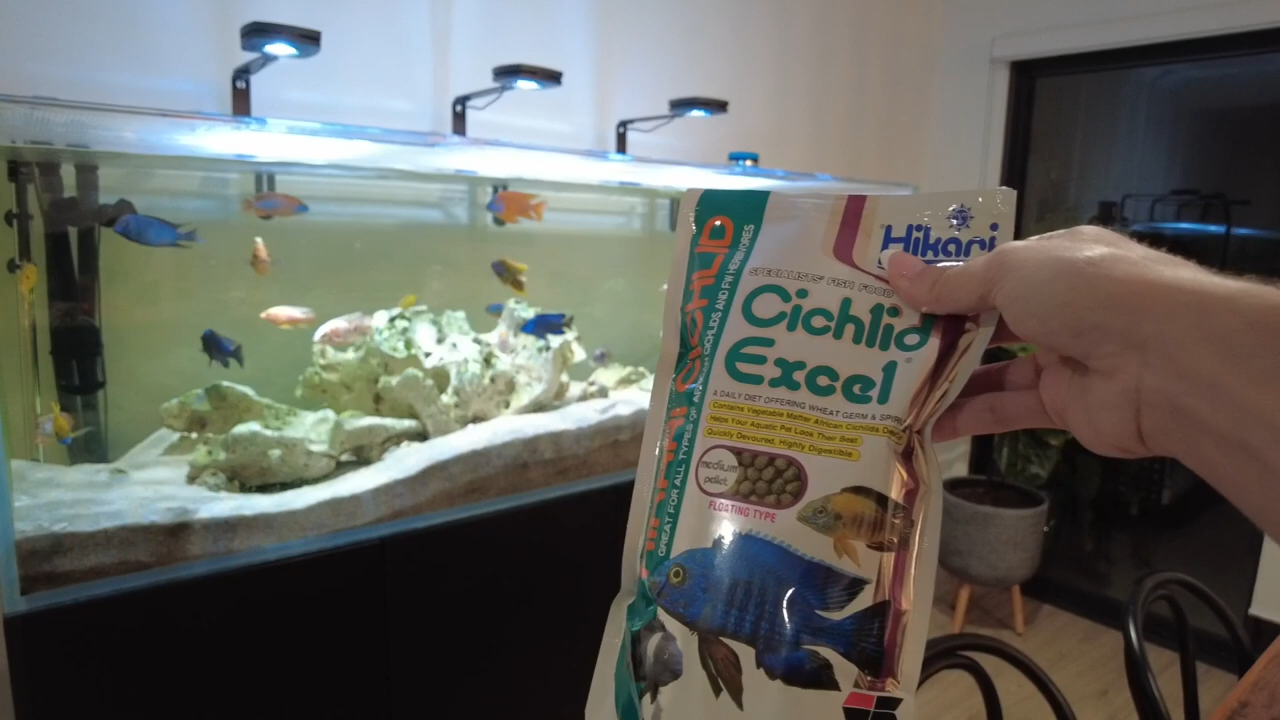 Hikari
SPECIALISTS' FISH FOOD
Cichlid
Excel
A DAILY DIET OFFERING WHEAT GERM &
Contains Vegetable Matter African Cichlids
Helps Your Aquatic Pet Look Their Best
Quickly Devoured, Highly Digestible
medium
pellet
FLOATING TYPE
CICHLID
GREAT FOR ALL TYPES OF CICHLIDS AND FW HERBIVORES